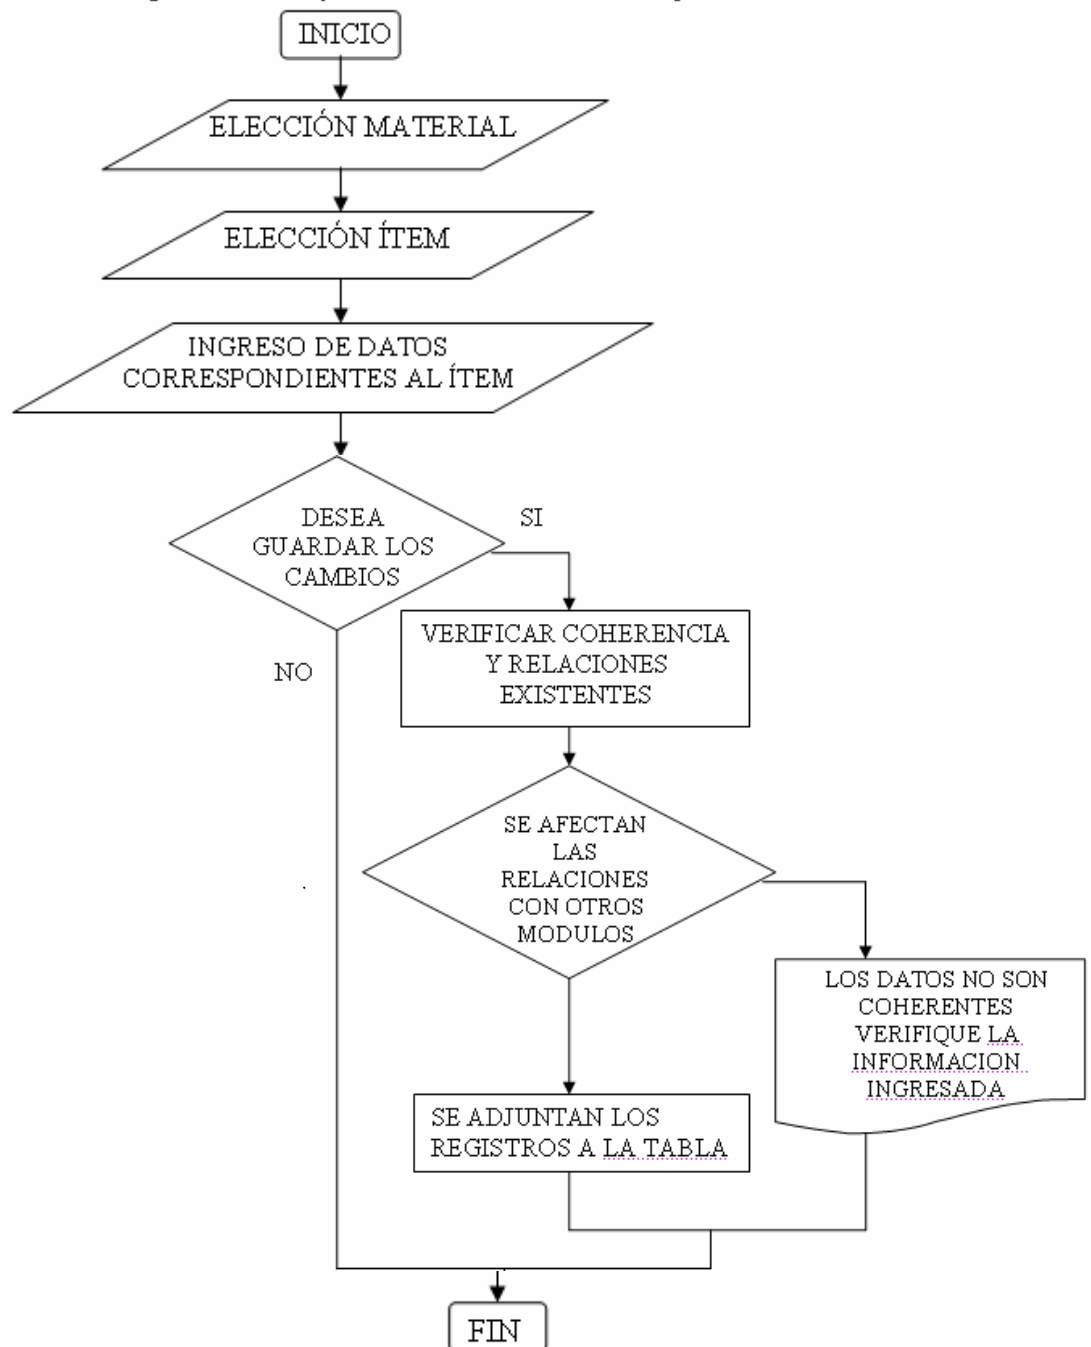 INICIO
ELECCIÓN MATERIAL
ELECCIÓN ÍTEM
INGRESO DE DATOS
CORRESPONDIENTES AL ÍTEM
DESEA
GUARDAR LOS
CAMBIOS
SI
NO
VERIFICAR COHERENCIA
Y RELACIONES
EXISTENTES
SE AFECTAN
LAS
RELACIONES
CON OTROS
MODULOS
LOS DATOS NO SON
COHERENTES
VERIFIQUE LA
INFORMACION
INGRESADA
SE ADJUNTAN LOS
REGISTROS A LA TABLA
FIN